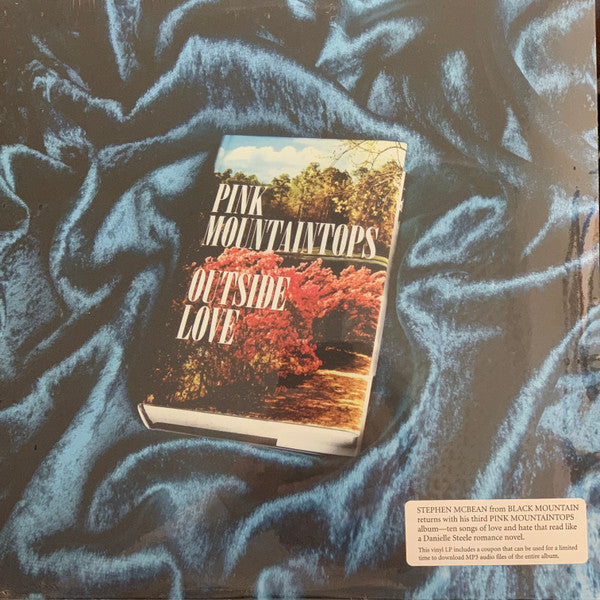 PINK
MOUNTAINTOPS
OUTSIDE
LOVE
STEPHEN MCBEAN from BLACK MOUNTAIN
returns with his third PINK MOUNTAINTOPS
album—ten songs of love and hate that read like
a Danielle Steele romance novel.
This vinyl LP includes a coupon that can be used for a limited
time to download MP3 audio files of the entire album.